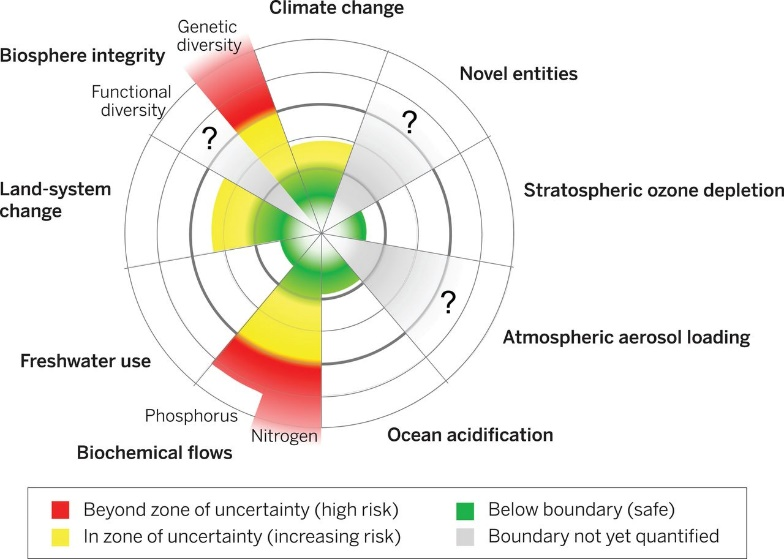 Climate change
Genetic
diversity
Biosphere integrity
Novel entities
Functional
diversity
?
?
Land-system
change
Stratospheric ozone depletion
?
Atmospheric aerosol loading
Freshwater use
Phosphorus
Nitrogen
Ocean acidification
Biochemical flows
Beyond zone of uncertainty (high risk)
Below boundary (safe)
In zone of uncertainty (increasing risk)
Boundary not yet quantified